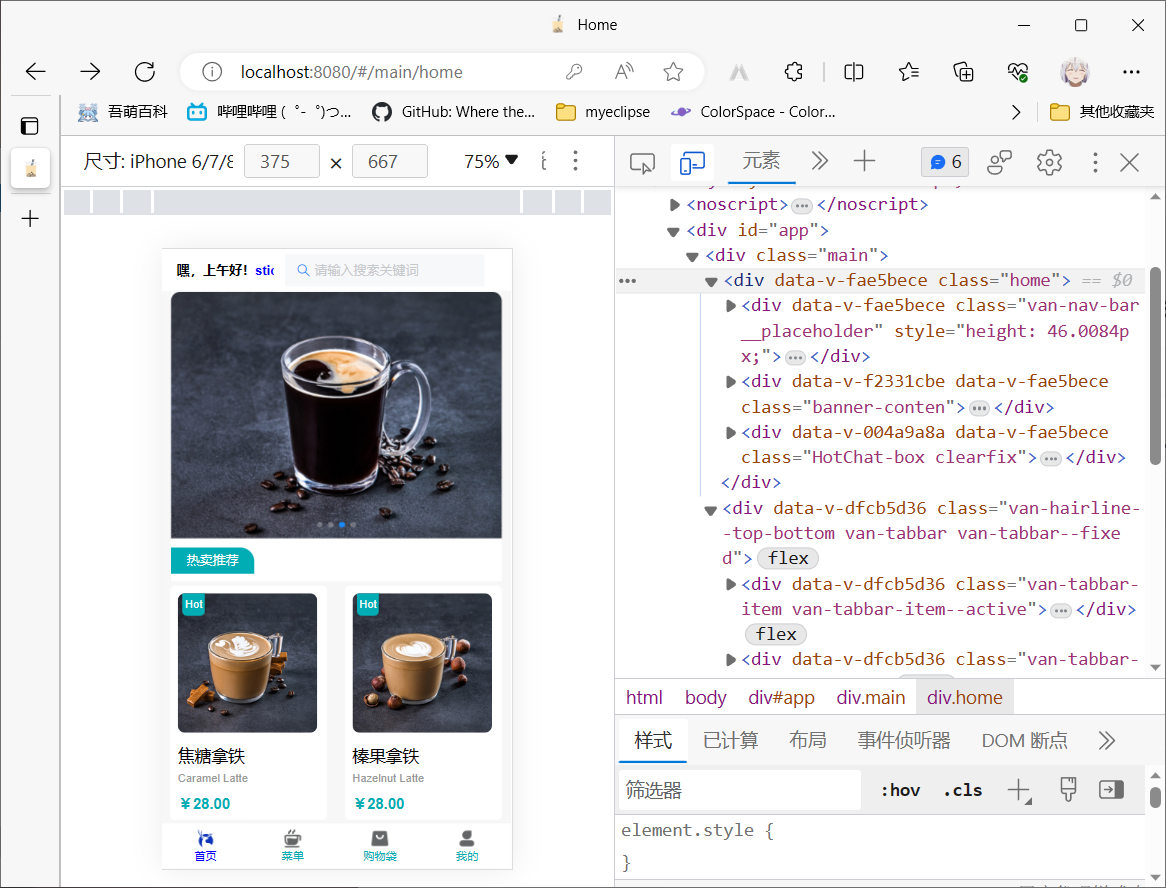 Home
localhost:8080/#/main/home
吾萌百科
哔哩哔哩 (゜-゜)つ...
GitHub: Where the...
myeclipse
ColorSpace - Color...
其他收藏夹
尺寸: iPhone 6/7/8
375 × 667
75%
元素
6
<noscript>…</noscript>
<div id="app">
<div class="main">
<div data-v-fae5bece class="home"> == $0
<div data-v-fae5bece class="van-nav-bar
__placeholder" style="height: 46.0084p
x;">…</div>
<div data-v-f2331cbe data-v-fae5bece
class="banner-conten">…</div>
<div data-v-004a9a8a data-v-fae5bece
class="HotChat-box clearfix">…</div>
</div>
<div data-v-dfcb5d36 class="van-hairline-
-top-bottom van-tabbar van-tabbar--fixe
d"> flex
<div data-v-dfcb5d36 class="van-tabbar-
item van-tabbar-item--active">…</div>
flex
<div data-v-dfcb5d36 class="van-tabbar-
html body div#app div.main div.home
样式 已计算 布局 事件侦听器 DOM 断点
筛选器 :hov .cls
element.style {
}
嘿，上午好！stic
请输入搜索关键词
热卖推荐
Hot
焦糖拿铁
Caramel Latte
￥28.00
Hot
榛果拿铁
Hazelnut Latte
￥28.00
首页 菜单 购物袋 我的